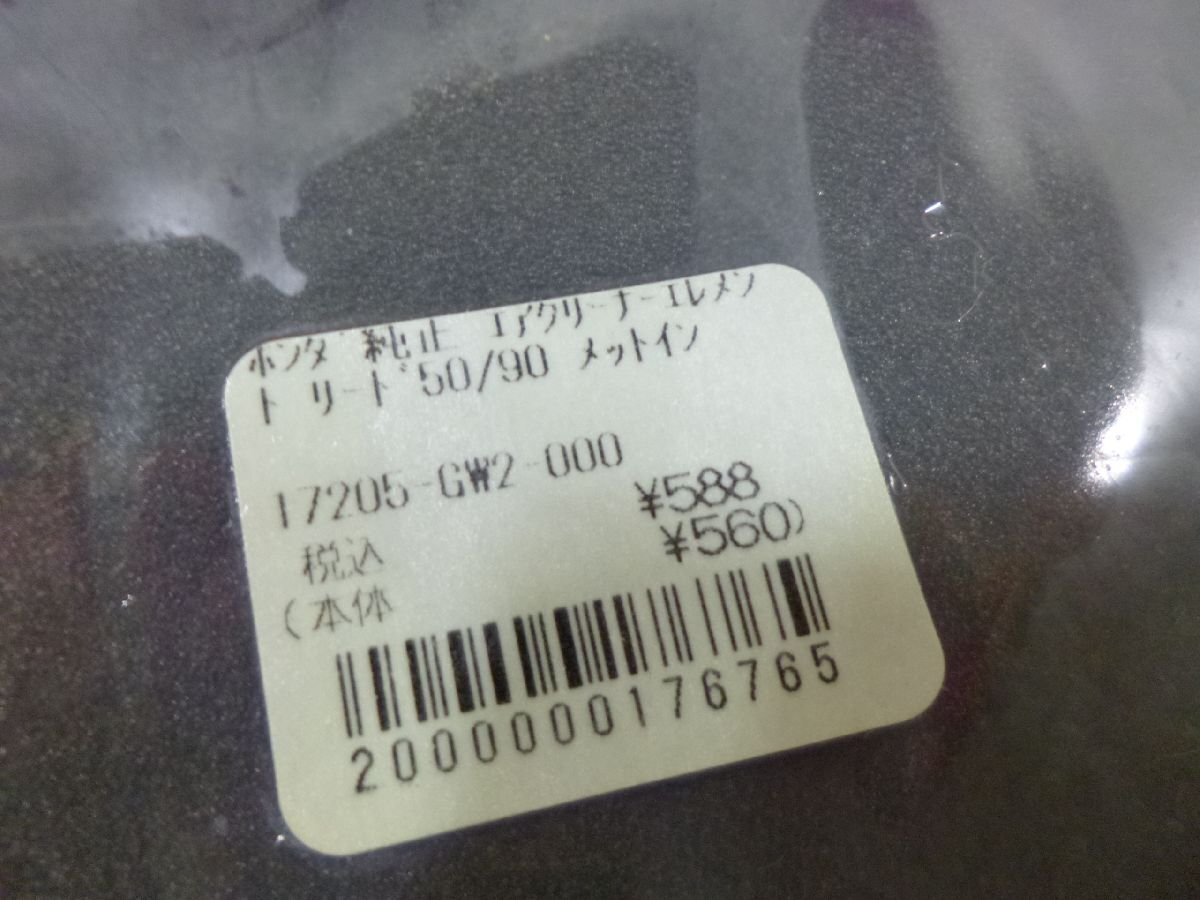 ﾎﾝﾀﾞ純正 ｴｱｸﾘｰﾅｰｴﾚﾒﾝ
ﾄ ﾘｰﾄﾞ50/90 ﾒｯﾄｲﾝ
17205-GW2-000
税込 ¥588
(本体 ¥560)
2000000176765